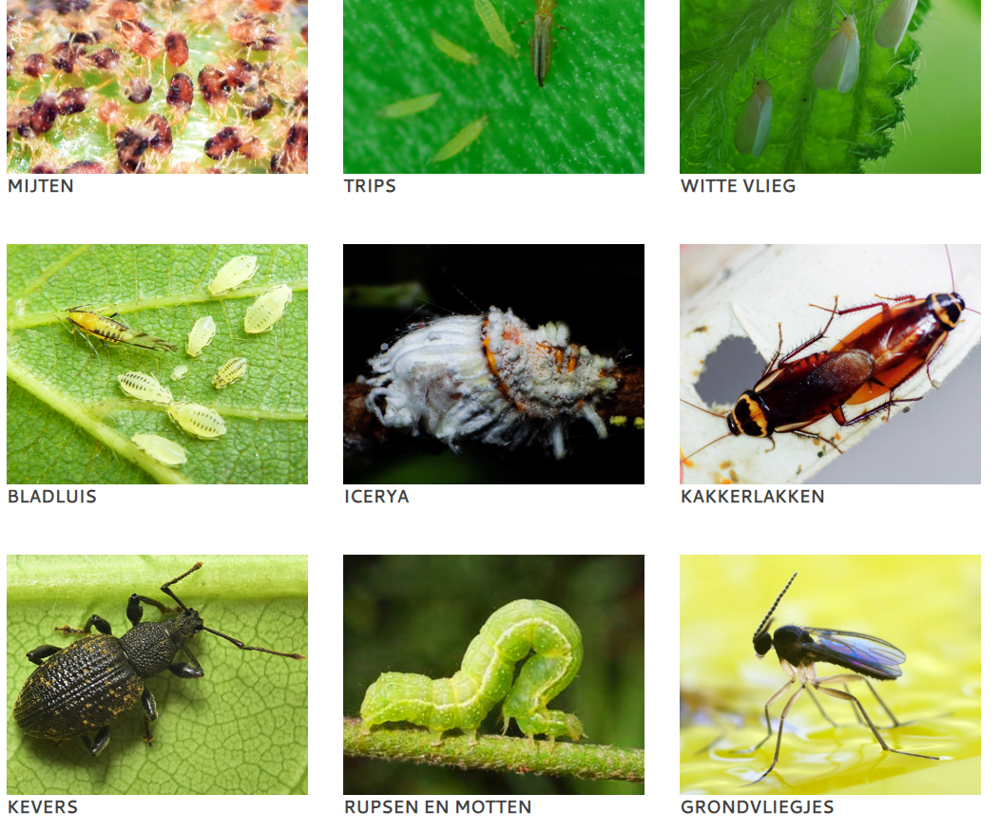 MIJTEN
TRIPS
WITTE VLIEG
BLADLUIS
ICERYA
KAKKERLAKKEN
KEVERS
RUPSEN EN MOTTEN
GRONDVLIEGJES